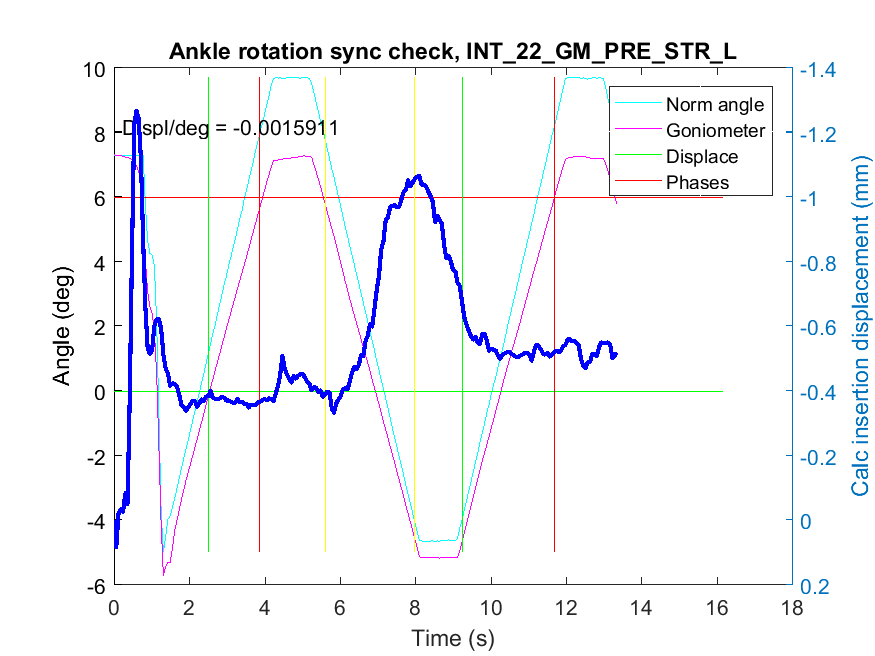 Ankle rotation sync check, INT_22_GM_PRE_STR_L
10
8
6
4
2
0
-2
-4
-6
Angle (deg)
Displ/deg = -0.0015911
Norm angle
Goniometer
Displace
Phases
-1.4
-1.2
-1
-0.8
-0.6
-0.4
-0.2
0
0.2
Calc insertion displacement (mm)
0 2 4 6 8 10 12 14 16 18
Time (s)